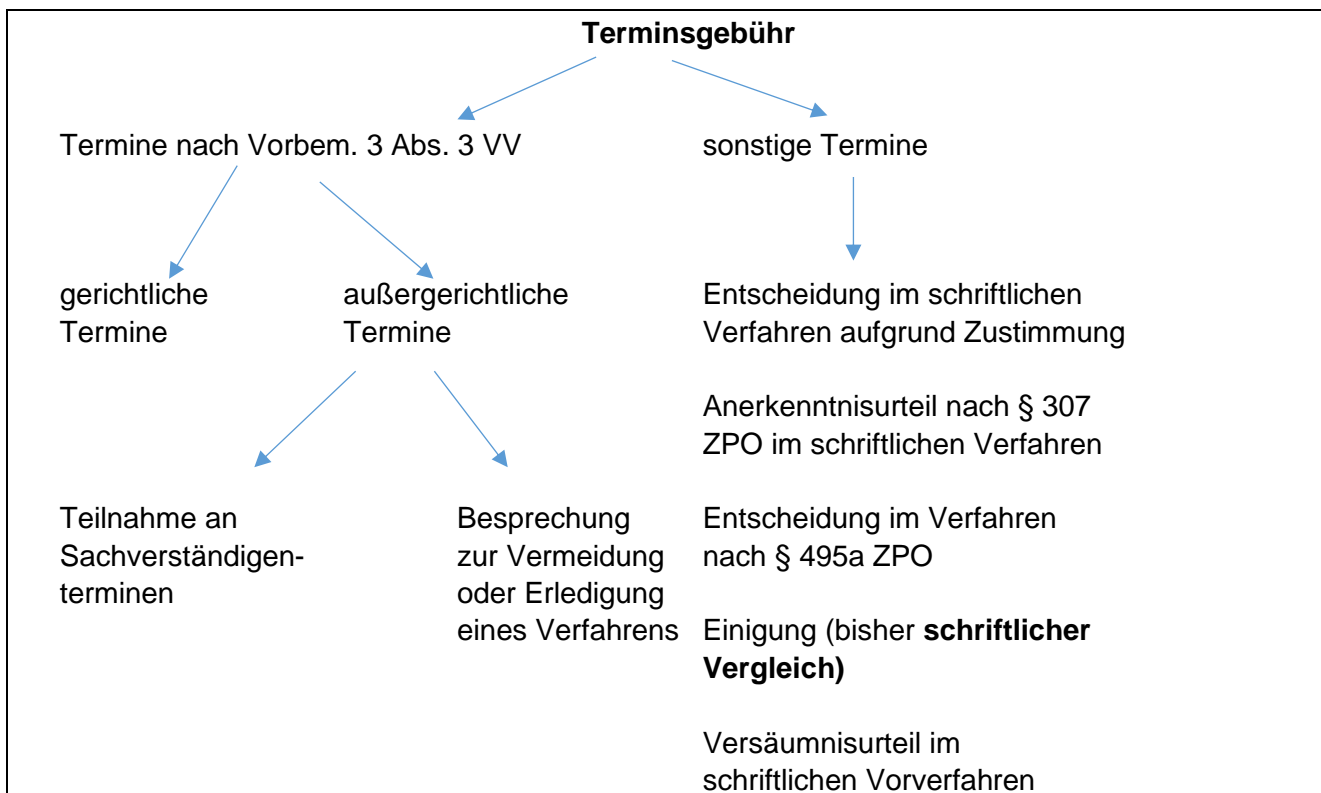 Terminsgebühr
Termine nach Vorbem. 3 Abs. 3 VV
sonstige Termine
gerichtliche
Termine
außergerichtliche
Termine
Teilnahme an
Sachverständigen-
terminen
Besprechung
zur Vermeidung
oder Erledigung
eines Verfahrens
Entscheidung im schriftlichen
Verfahren aufgrund Zustimmung
Anerkenntnisurteil nach § 307
ZPO im schriftlichen Verfahren
Entscheidung im Verfahren
nach § 495a ZPO
Einigung (bisher schriftlicher
Vergleich)
Versäumnisurteil im
schriftlichen Vorverfahren